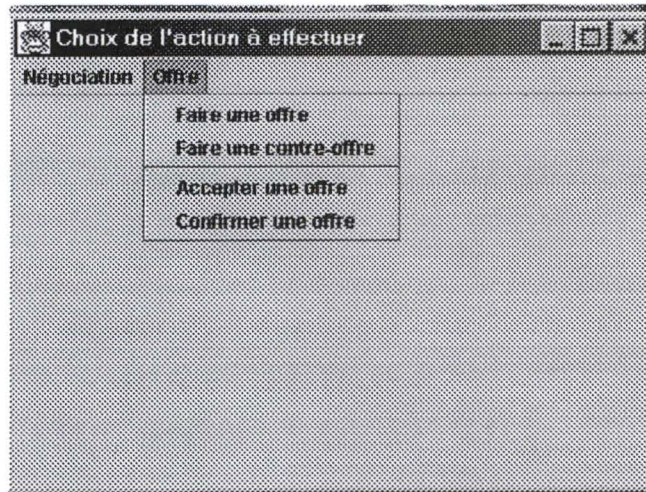 Choix de l'action à effectuer
Négociation Offre
Faire une offre
Faire une contre-offre
Accepter une offre
Confirmer une offre